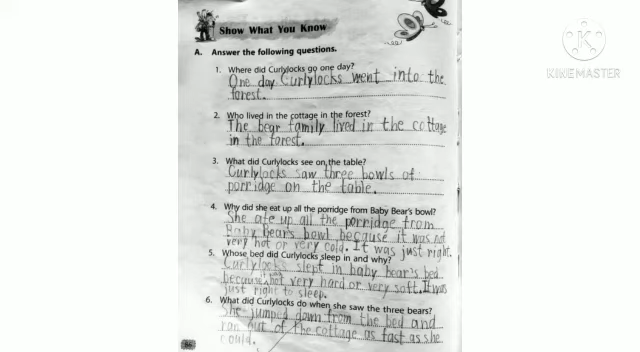 Show What You Know
KINEMASTER
A. Answer the following questions.
1. Where did Curlylocks go one day?
One day Curlylocks went into the
forest.
2. Who lived in the cottage in the forest?
The bear family lived in the cottage
in the forest.
3. What did Curlylocks see on the table?
Curlylocks saw three bowls of
porridge on the table.
4. Why did she eat up all the porridge from Baby Bear's bowl?
She ate up all the porridge from
Baby Bear's bowl because it was not
very hot or very cold. It was just right.
5. Whose bed did Curlylocks sleep in and why?
Curlylocks slept in baby bear's bed
because it was not very hard or very soft. It was
just right to sleep.
6. What did Curlylocks do when she saw the three bears?
She jumped down from the bed and
ran out of the cottage as fast as she
could.
86